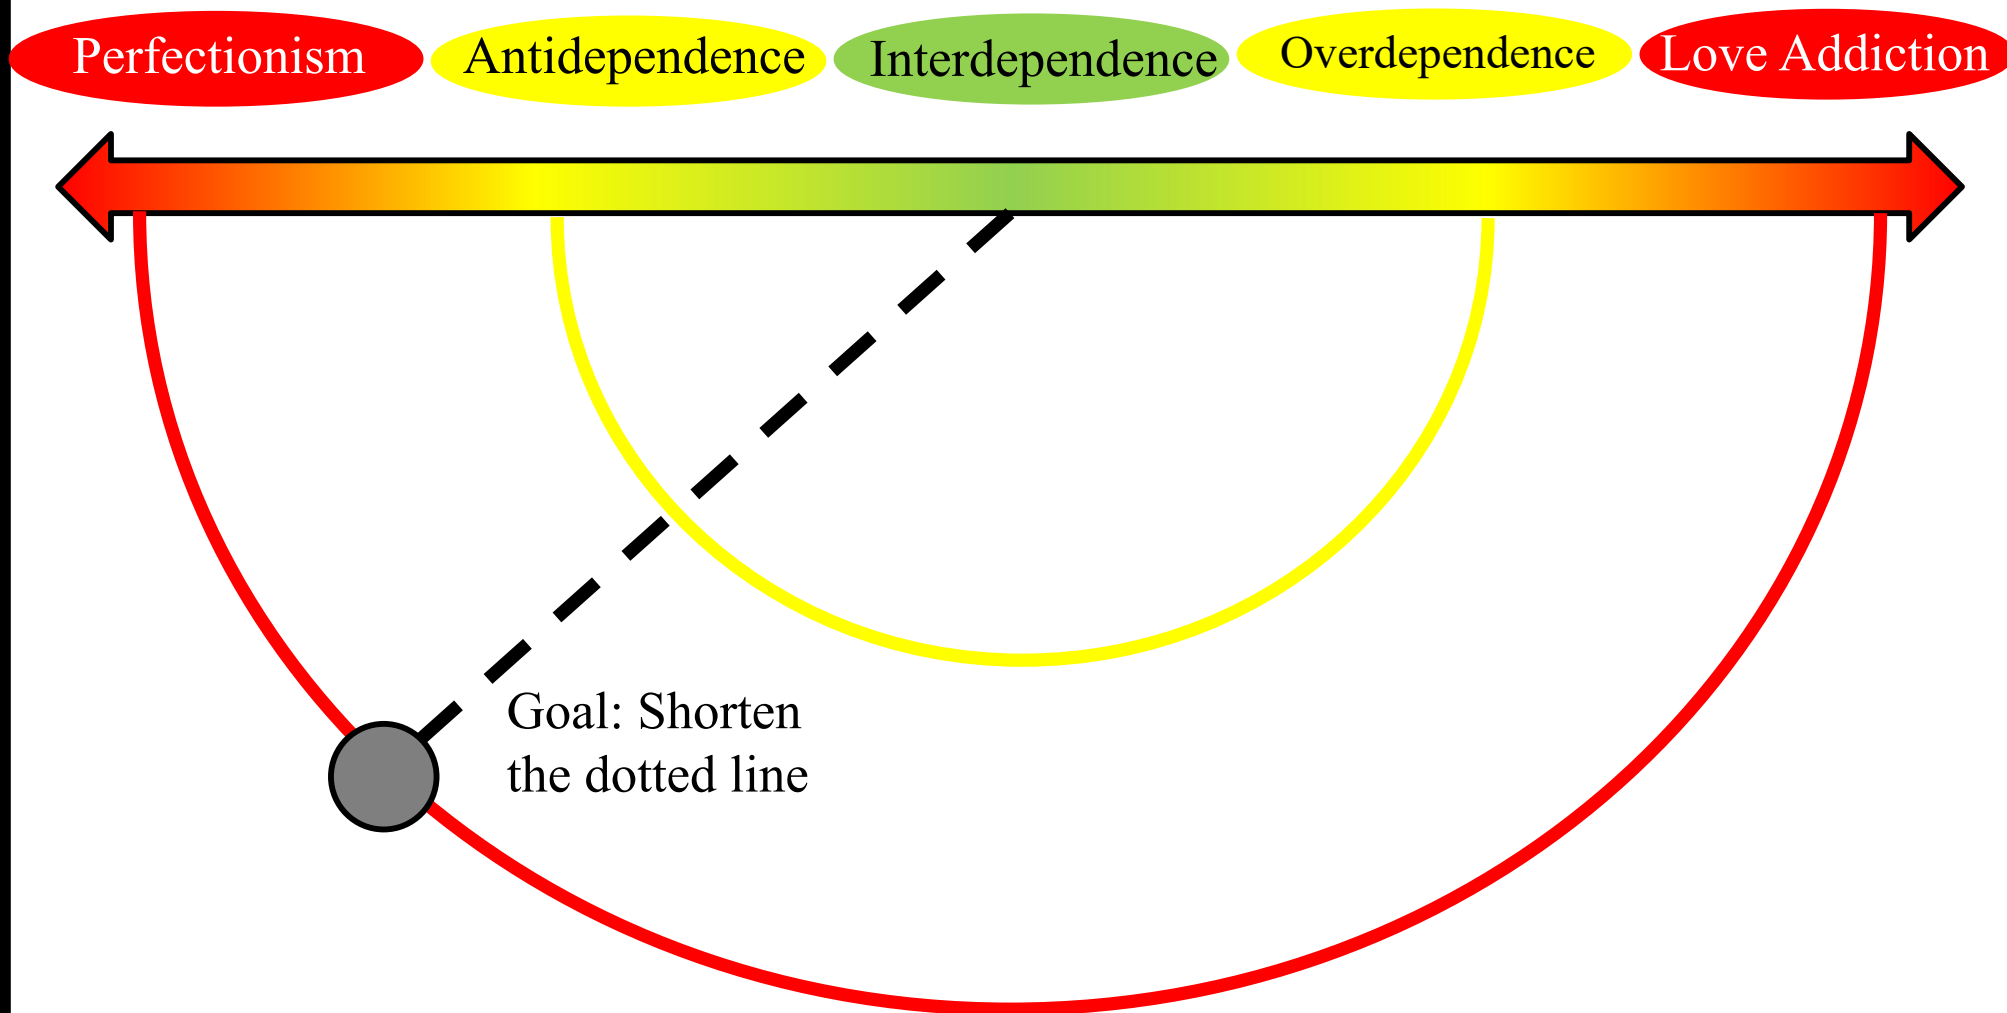 Perfectionism
Antidependence
Interdependence
Overdependence
Love Addiction
Goal: Shorten
the dotted line